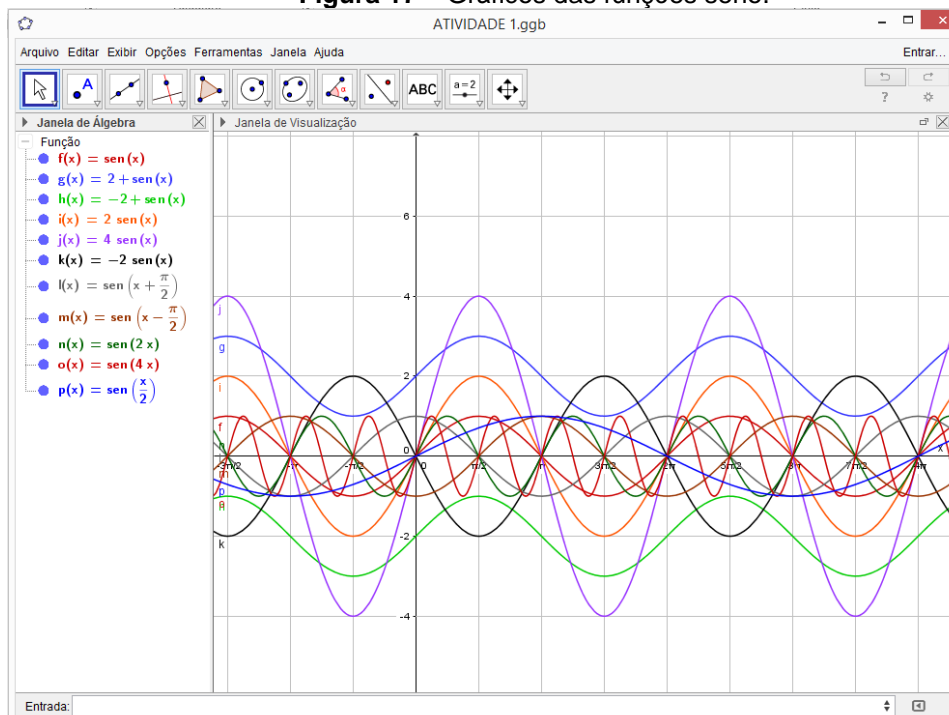 Figura 17 – Gráficos das funções seno.
ATIVIDADE 1.ggb
Arquivo Editar Exibir Opções Ferramentas Janela Ajuda
Entrar...
A
α
ABC
a=2
?
Janela de Álgebra
Janela de Visualização
Função
f(x) = sen(x)
g(x) = 2 + sen(x)
h(x) = −2 + sen(x)
i(x) = 2 sen(x)
j(x) = 4 sen(x)
k(x) = −2 sen(x)
l(x) = sen(x + π/2)
m(x) = sen(x − π/2)
n(x) = sen(2 x)
o(x) = sen(4 x)
p(x) = sen(x/2)
6
4
2
0
-2
-4
j
g
i
f
p
k
-3π/2 -π -π/2 0 π/2 π 3π/2 2π 5π/2 3π 7π/2 4π
x
Entrada: